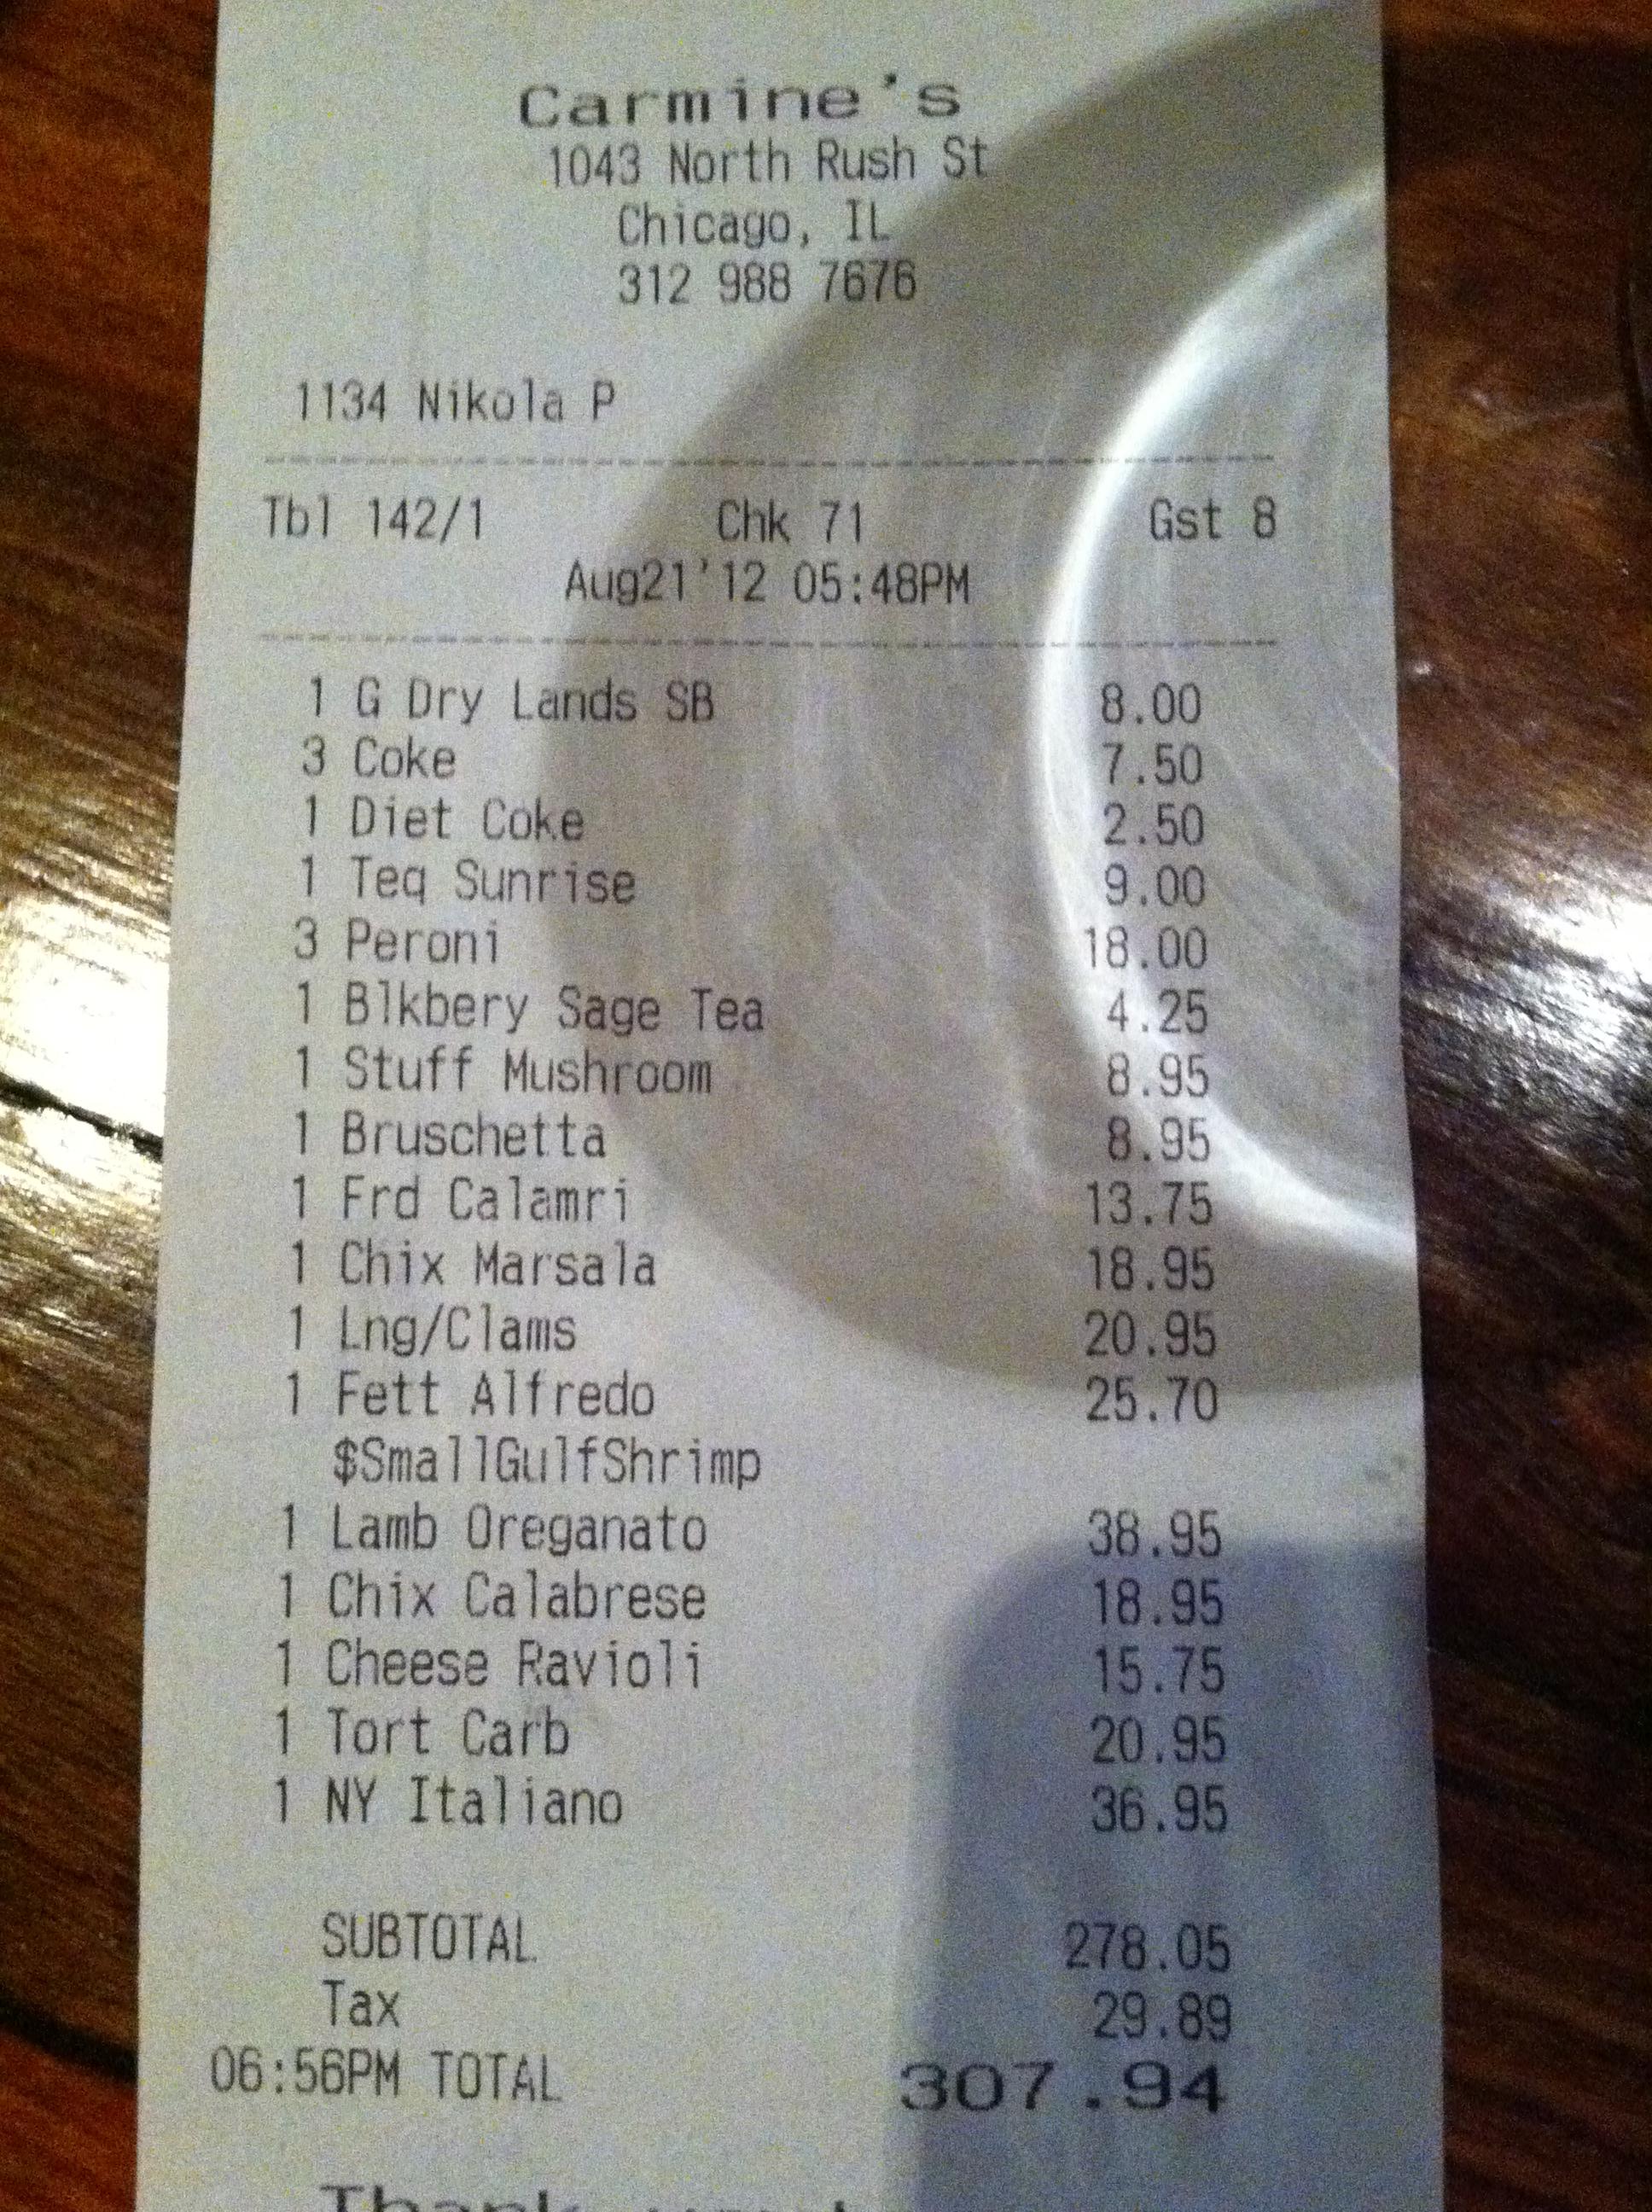 Carmine's
1043 North Rush St
Chicago, IL
312 988 7676
1134 Nikola P
Tbl 142/1 Chk 71 Gst 8
Aug21'12 05:48PM
1 G Dry Lands SB 8.00
3 Coke 7.50
1 Diet Coke 2.50
1 Teq Sunrise 9.00
3 Peroni 18.00
1 Blkbery Sage Tea 4.25
1 Stuff Mushroom 8.95
1 Bruschetta 8.95
1 Frd Calamri 13.75
1 Chix Marsala 18.95
1 Lng/Clams 20.95
1 Fett Alfredo 25.70
$SmallGulfShrimp
1 Lamb Oreganato 38.95
1 Chix Calabrese 18.95
1 Cheese Ravioli 15.75
1 Tort Carb 20.95
1 NY Italiano 36.95
SUBTOTAL 278.05
Tax 29.89
06:56PM TOTAL 307.94